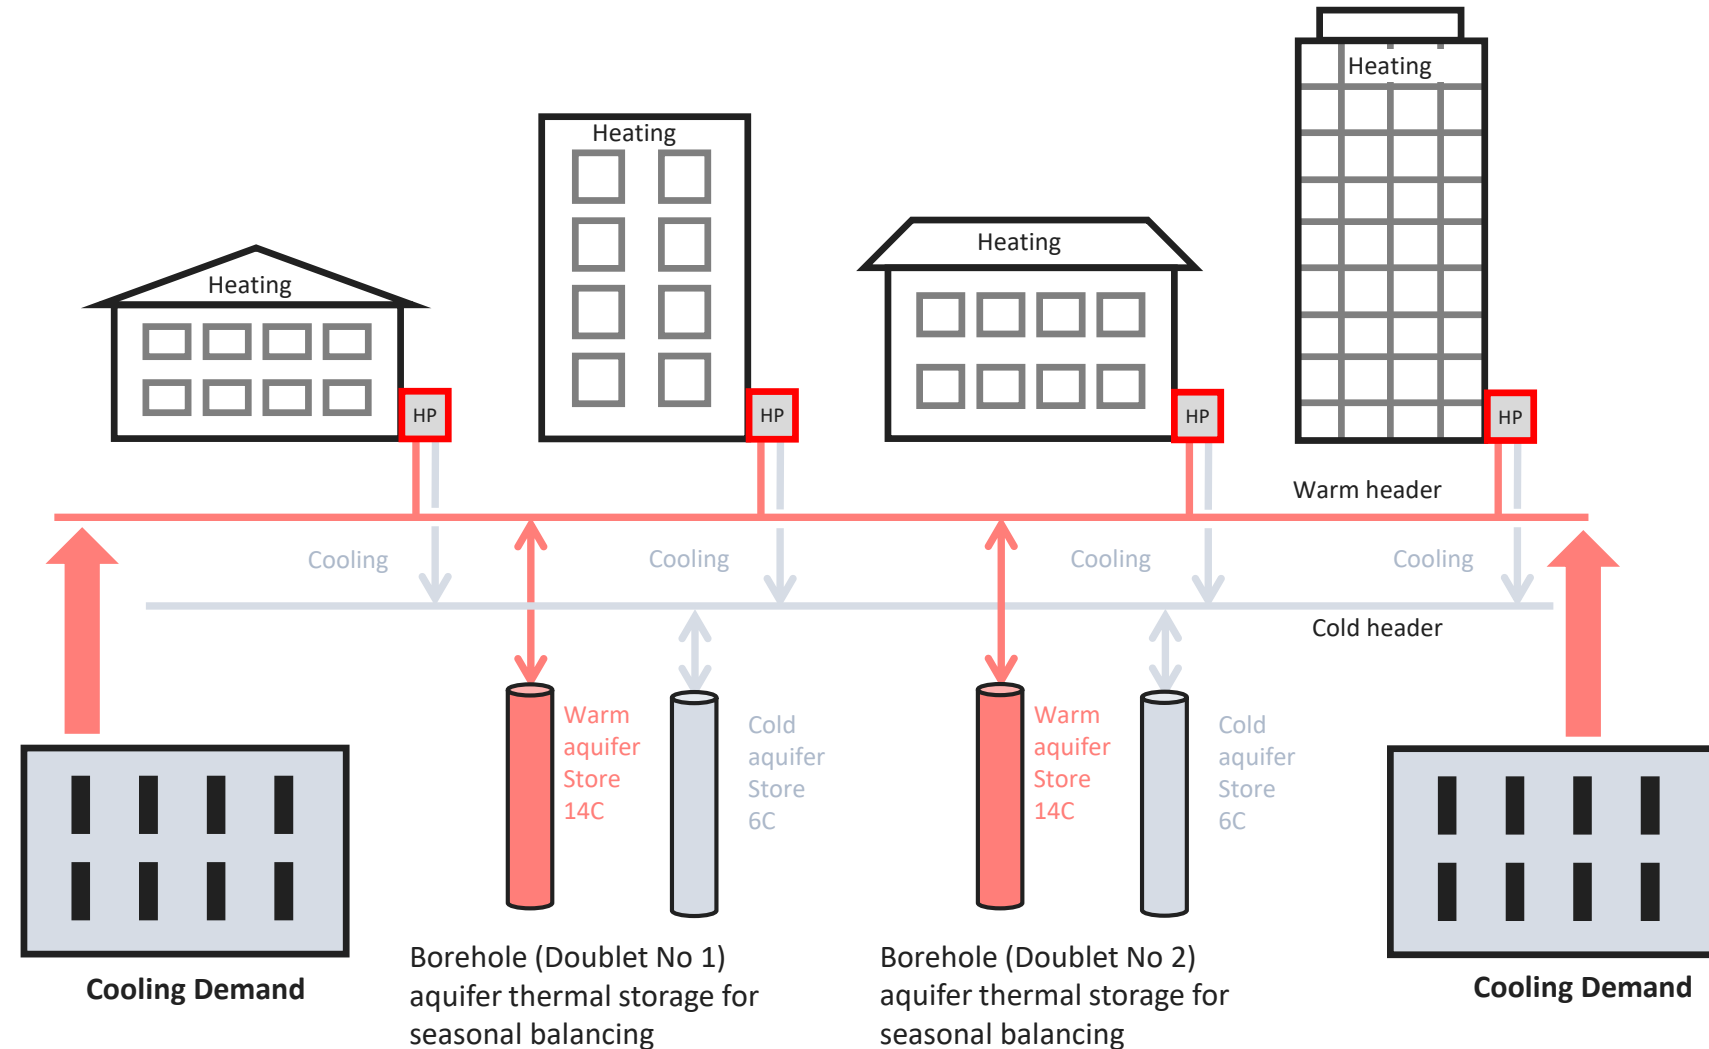 Heating
Heating
Heating
Heating
HP
HP
HP
HP
Warm header
Cooling
Cooling
Cooling
Cooling
Cold header
Warm
aquifer
Store
14C
Cold
aquifer
Store
6C
Warm
aquifer
Store
14C
Cold
aquifer
Store
6C
Cooling Demand
Borehole (Doublet No 1)
aquifer thermal storage for
seasonal balancing
Borehole (Doublet No 2)
aquifer thermal storage for
seasonal balancing
Cooling Demand